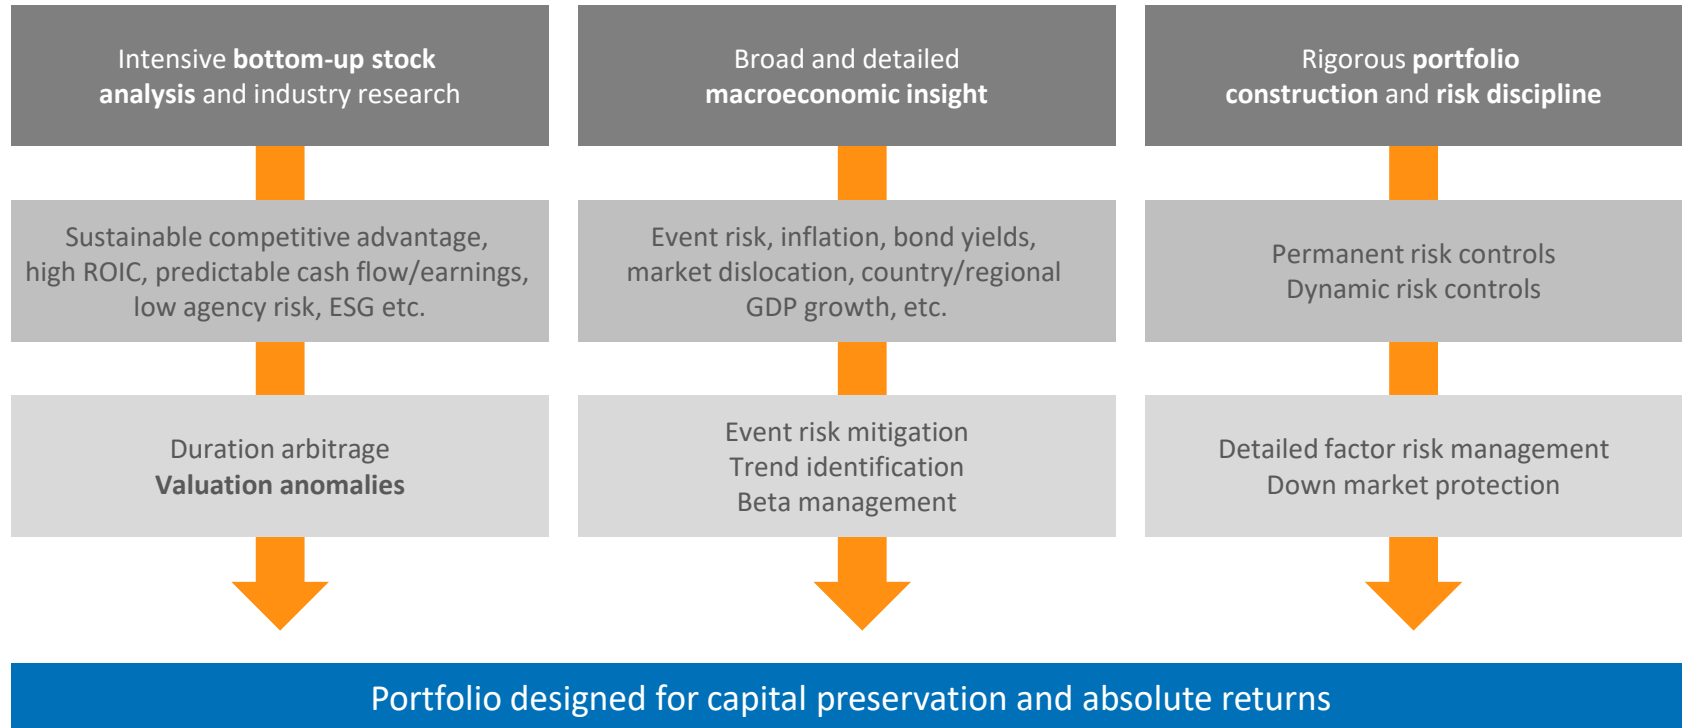 Intensive bottom-up stock
analysis and industry research
Sustainable competitive advantage,
high ROIC, predictable cash flow/earnings,
low agency risk, ESG etc.
Duration arbitrage
Valuation anomalies
Broad and detailed
macroeconomic insight
Event risk, inflation, bond yields,
market dislocation, country/regional
GDP growth, etc.
Event risk mitigation
Trend identification
Beta management
Rigorous portfolio
construction and risk discipline
Permanent risk controls
Dynamic risk controls
Detailed factor risk management
Down market protection
Portfolio designed for capital preservation and absolute returns